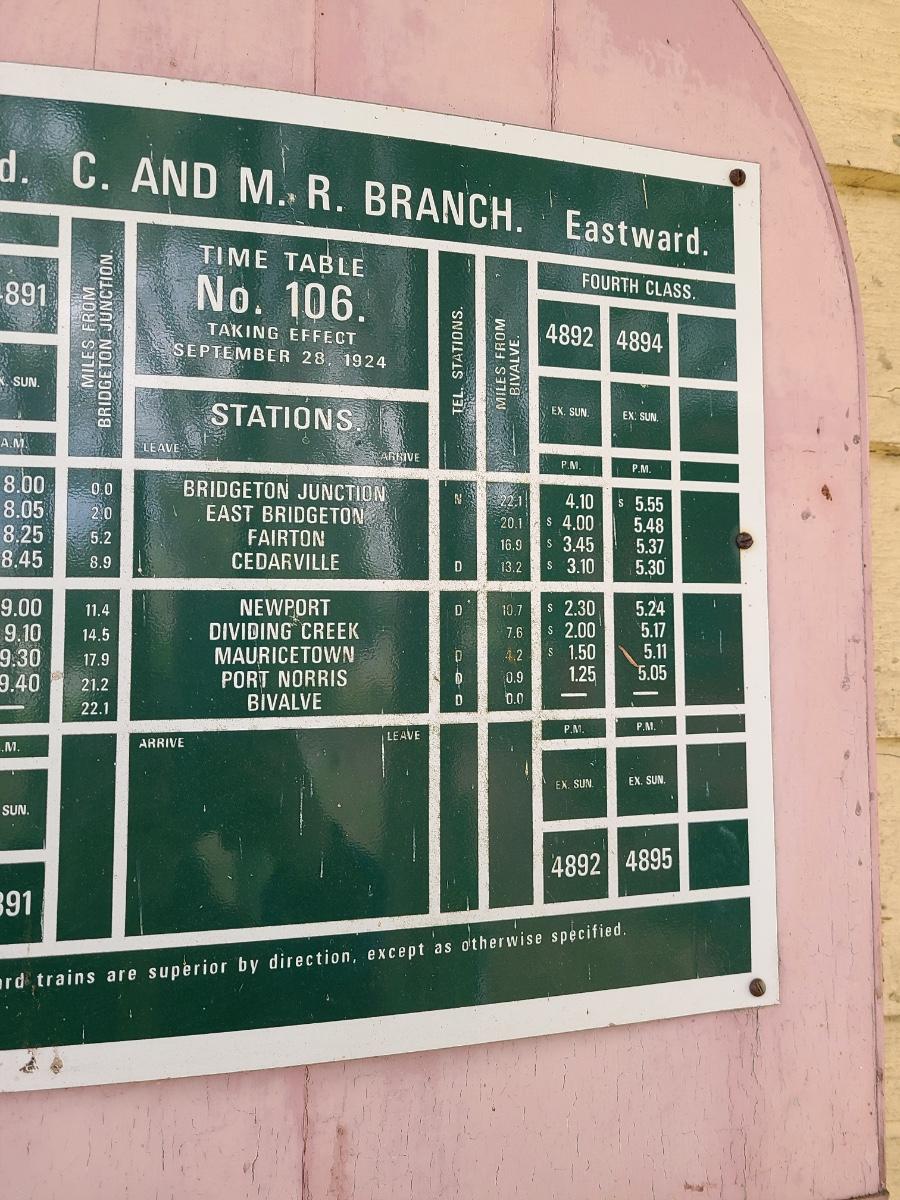 d. C. AND M. R. BRANCH. Eastward.
891
MILES FROM BRIDGETON JUNCTION.
TIME TABLE
No. 106.
TAKING EFFECT
SEPTEMBER 28, 1924
TEL. STATIONS.
MILES FROM BIVALVE.
FOURTH CLASS.
4892 4894
SUN. EX. SUN. EX. SUN.
STATIONS.
LEAVE ARRIVE
A.M. P.M. P.M.
8.00 0.0 BRIDGETON JUNCTION N 22.1 4.10 s 5.55
8.05 2.0 EAST BRIDGETON 20.1 s 4.00 5.48
8.25 5.2 FAIRTON 16.9 s 3.45 5.37
8.45 8.9 CEDARVILLE D 13.2 s 3.10 5.30
9.00 11.4 NEWPORT D 10.7 s 2.30 5.24
9.10 14.5 DIVIDING CREEK 7.6 s 2.00 5.17
9.30 17.9 MAURICETOWN D 4.2 s 1.50 5.11
9.40 21.2 PORT NORRIS D 0.9 1.25 5.05
22.1 BIVALVE D 0.0
.M. ARRIVE LEAVE P.M. P.M.
SUN. EX. SUN. EX. SUN.
891 4892 4895
ard trains are superior by direction, except as otherwise specified.